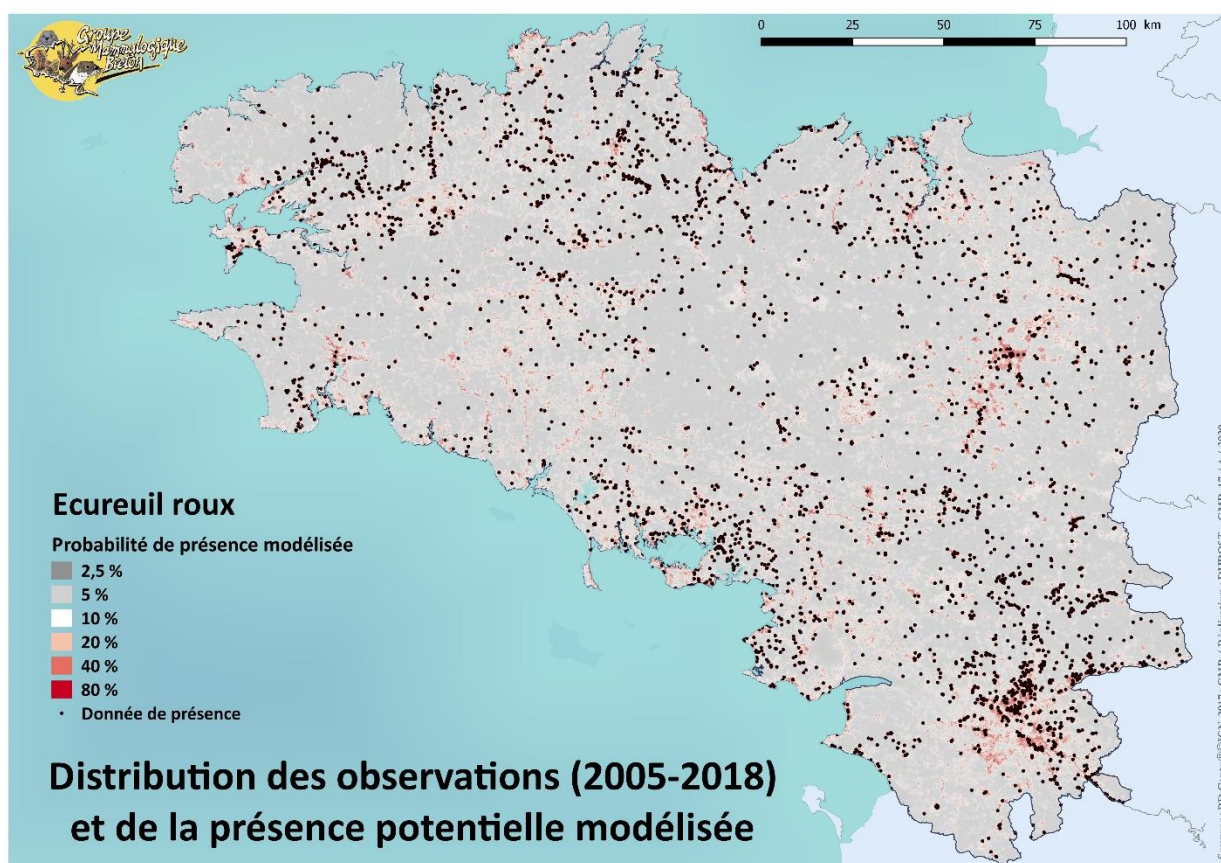 Groupe
Mammalogique
Breton
0 25 50 75 100 km
Ecureuil roux
Probabilité de présence modélisée
2,5 %
5 %
10 %
20 %
40 %
80 %
Donnée de présence
Distribution des observations (2005-2018)
et de la présence potentielle modélisée